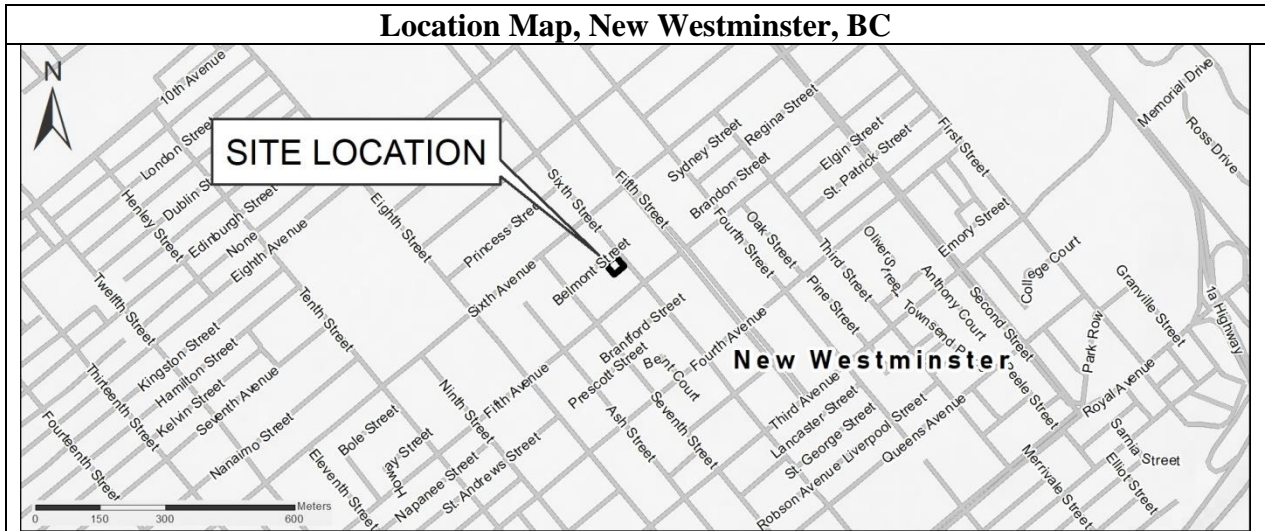 Location Map, New Westminster, BC
N
10th Avenue
SITE LOCATION
London Street
Dublin St
Henley Street
Edinburgh Street
None
Eighth Avenue
Eighth Street
Princess Street
Sixth Avenue
Sixth Street
Fifth Street
Belmont Street
Sydney Street
Regina Street
Brandon Street
Elgin Street
St. Patrick Street
First Street
Memorial Drive
Ross Drive
Fourth Street
Oak Street
Third Street
Pine Street
Emory Street
College Court
Anthony Court
Second Street
Townsend
Granville Street
1a Highway
Park Row
Twelfth Street
Tenth Street
Kingston Street
Hamilton Street
Kelvin Street
Seventh Avenue
Thirteenth Street
Fourteenth Street
Nanaimo Street
Bole Street
Eleventh Street
Ninth Street
Fifth Avenue
Napanee Street
St. Andrews Street
Brantford Street
Prescott Street
Bent Court
Fourth Avenue
Ash Street
Seventh Street
New Westminster
Third Avenue
Lancaster Street
St. George Street
Liverpool Street
Robson Avenue
Queens Avenue
Peele Street
Royal Avenue
Merrivale Street
Sarnia Street
Elliot Street
Meters
0 150 300 600